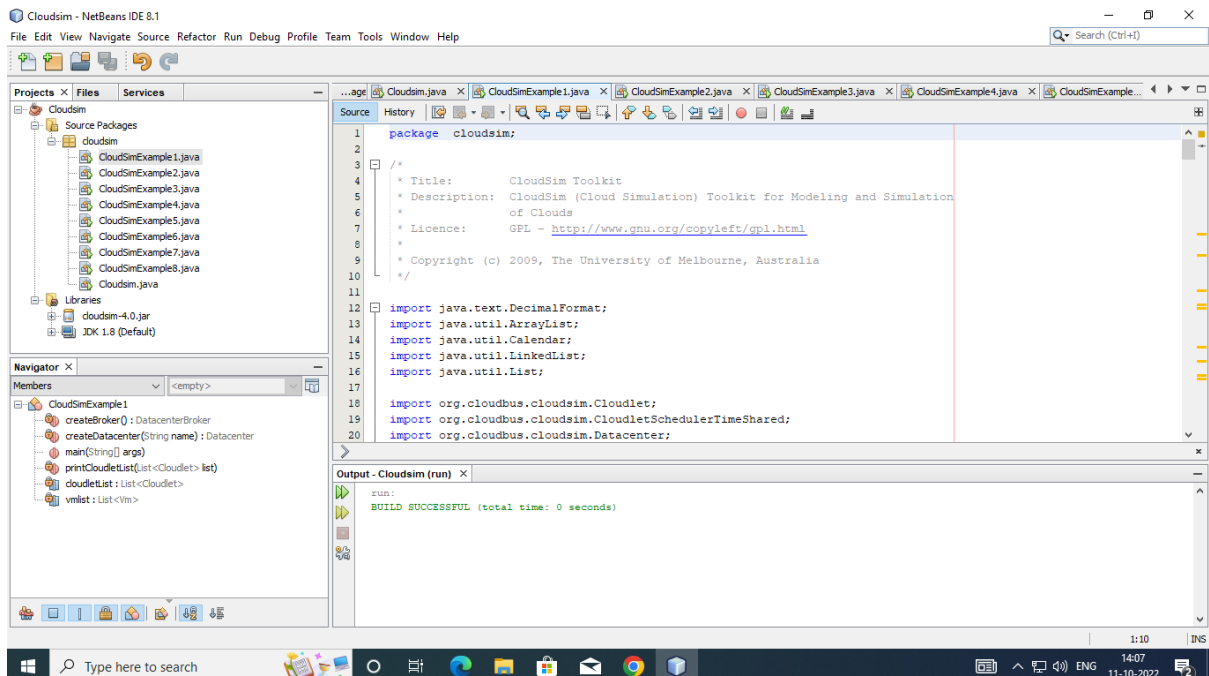 Cloudsim - NetBeans IDE 8.1
File Edit View Navigate Source Refactor Run Debug Profile Team Tools Window Help
Search (Ctrl+I)
Projects Files Services
Cloudsim
Source Packages
cloudsim
CloudSimExample1.java
CloudSimExample2.java
CloudSimExample3.java
CloudSimExample4.java
CloudSimExample5.java
CloudSimExample6.java
CloudSimExample7.java
CloudSimExample8.java
Cloudsim.java
Libraries
cloudsim-4.0.jar
JDK 1.8 (Default)
Navigator
Members <empty>
CloudSimExample1
createBroker() : DatacenterBroker
createDatacenter(String name) : Datacenter
main(String[] args)
printCloudletList(List<Cloudlet> list)
cloudletList : List<Cloudlet>
vmlist : List<Vm>
...age Cloudsim.java CloudSimExample1.java CloudSimExample2.java CloudSimExample3.java CloudSimExample4.java CloudSimExample...
Source History
1 package cloudsim;
2
3 /*
4 * Title: CloudSim Toolkit
5 * Description: CloudSim (Cloud Simulation) Toolkit for Modeling and Simulation
6 * of Clouds
7 * Licence: GPL - http://www.gnu.org/copyleft/gpl.html
8 *
9 * Copyright (c) 2009, The University of Melbourne, Australia
10 */
11
12 import java.text.DecimalFormat;
13 import java.util.ArrayList;
14 import java.util.Calendar;
15 import java.util.LinkedList;
16 import java.util.List;
17
18 import org.cloudbus.cloudsim.Cloudlet;
19 import org.cloudbus.cloudsim.CloudletSchedulerTimeShared;
20 import org.cloudbus.cloudsim.Datacenter;
Output - Cloudsim (run)
run:
BUILD SUCCESSFUL (total time: 0 seconds)
1:10 INS
Type here to search
ENG
14:07
11-10-2022
2